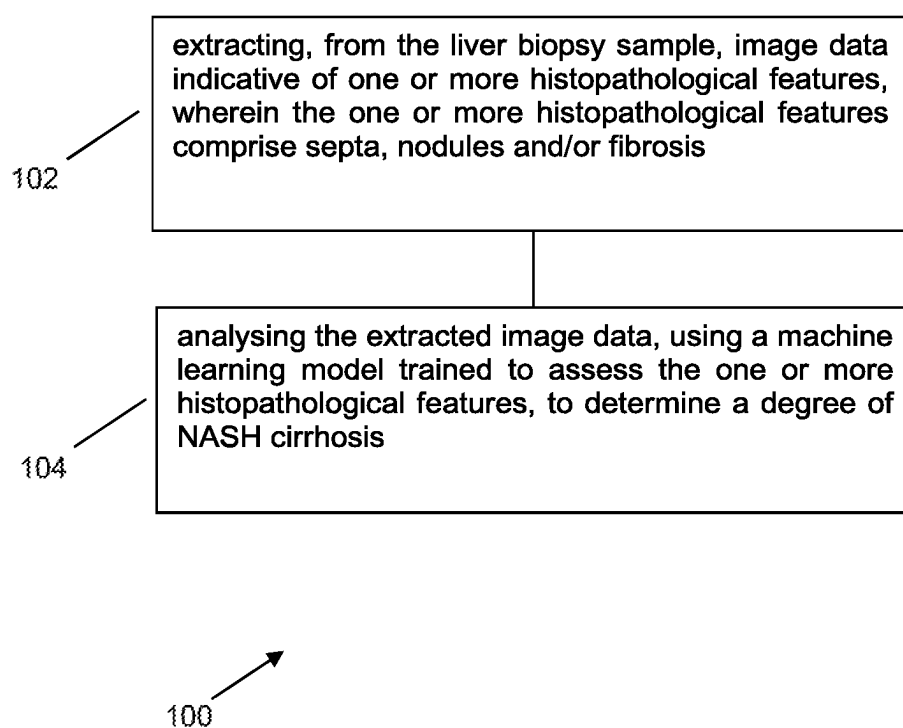 extracting, from the liver biopsy sample, image data
indicative of one or more histopathological features,
wherein the one or more histopathological features
comprise septa, nodules and/or fibrosis
102
analysing the extracted image data, using a machine
learning model trained to assess the one or more
histopathological features, to determine a degree of
NASH cirrhosis
104
100